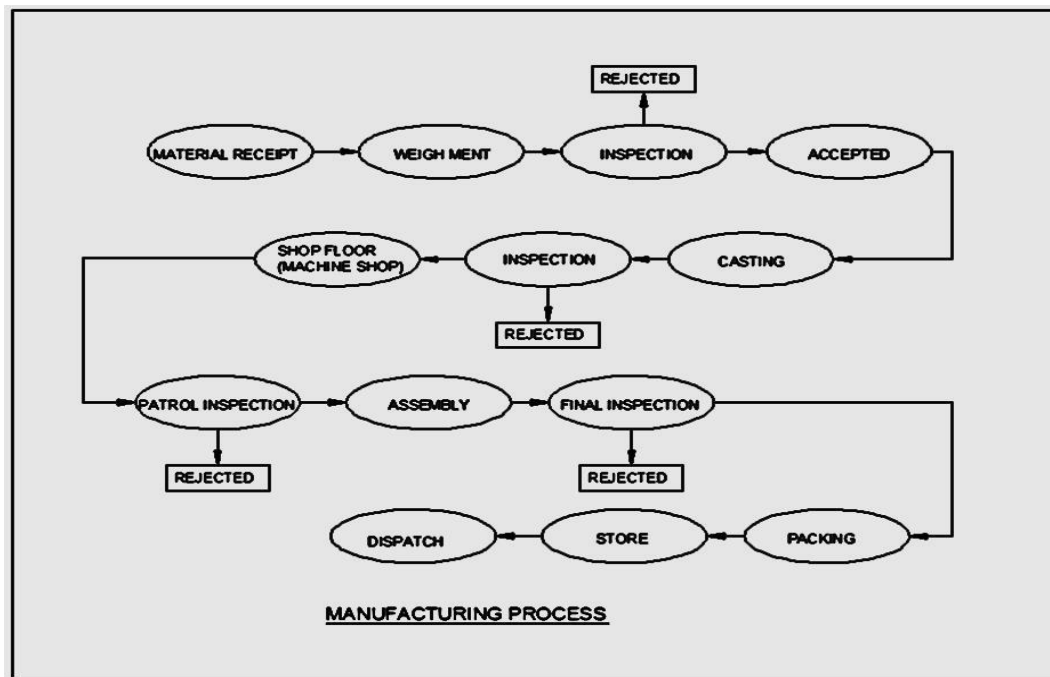 REJECTED
MATERIAL RECEIPT
WEIGH MENT
INSPECTION
ACCEPTED
SHOP FLOOR
(MACHINE SHOP)
INSPECTION
CASTING
REJECTED
PATROL INSPECTION
ASSEMBLY
FINAL INSPECTION
REJECTED
REJECTED
DISPATCH
STORE
PACKING
MANUFACTURING PROCESS